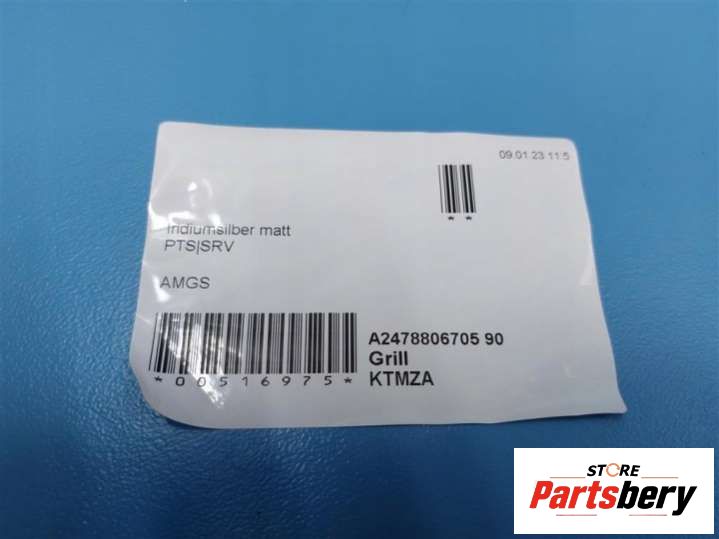 09.01.23 11:5
* *
Iridiumsilber matt
PTS|SRV
AMGS
*00516975*
A2478806705 90
Grill
KTMZA
STORE
Partsbery